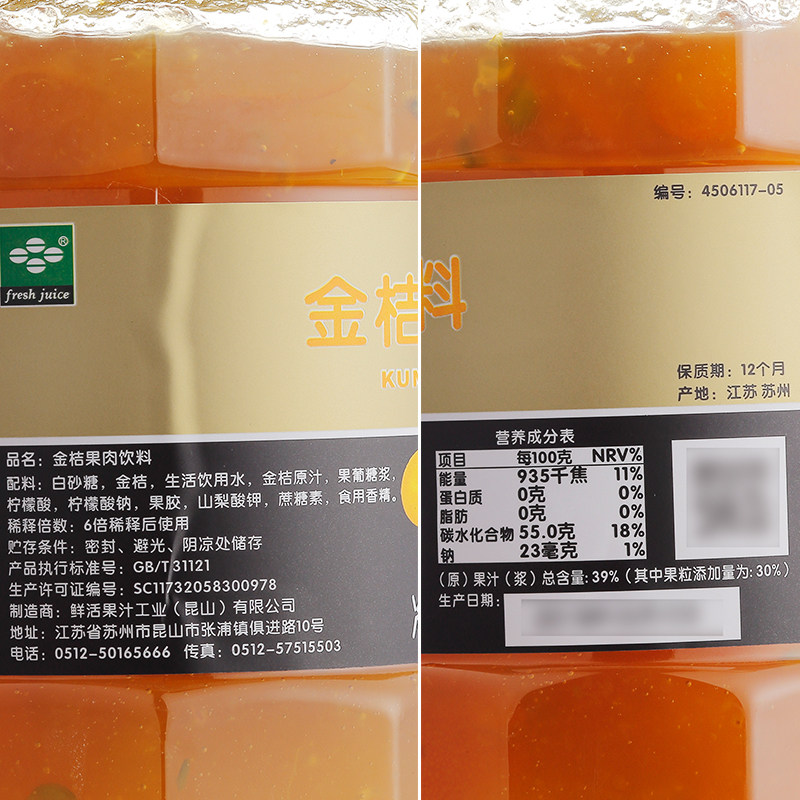 fresh juice
®
金桔
KUM
品名：金桔果肉饮料
配料：白砂糖，金桔，生活饮用水，金桔原汁，果葡糖浆，
柠檬酸，柠檬酸钠，果胶，山梨酸钾，蔗糖素，食用香精。
稀释倍数：6倍稀释后使用
贮存条件：密封、避光、阴凉处储存
产品执行标准号：GB/T31121
生产许可证编号：SC11732058300978
制造商：鲜活果汁工业（昆山）有限公司
地址：江苏省苏州市昆山市张浦镇俱进路10号
电话：0512-50165666 传真：0512-57515503
编号：4506117-05
料
保质期：12个月
产地：江苏 苏州
营养成分表
项目 每100克 NRV%
能量 935千焦 11%
蛋白质 0克 0%
脂肪 0克 0%
碳水化合物 55.0克 18%
钠 23毫克 1%
（原）果汁（浆）总含量：39%（其中果粒添加量为：30%）
生产日期：